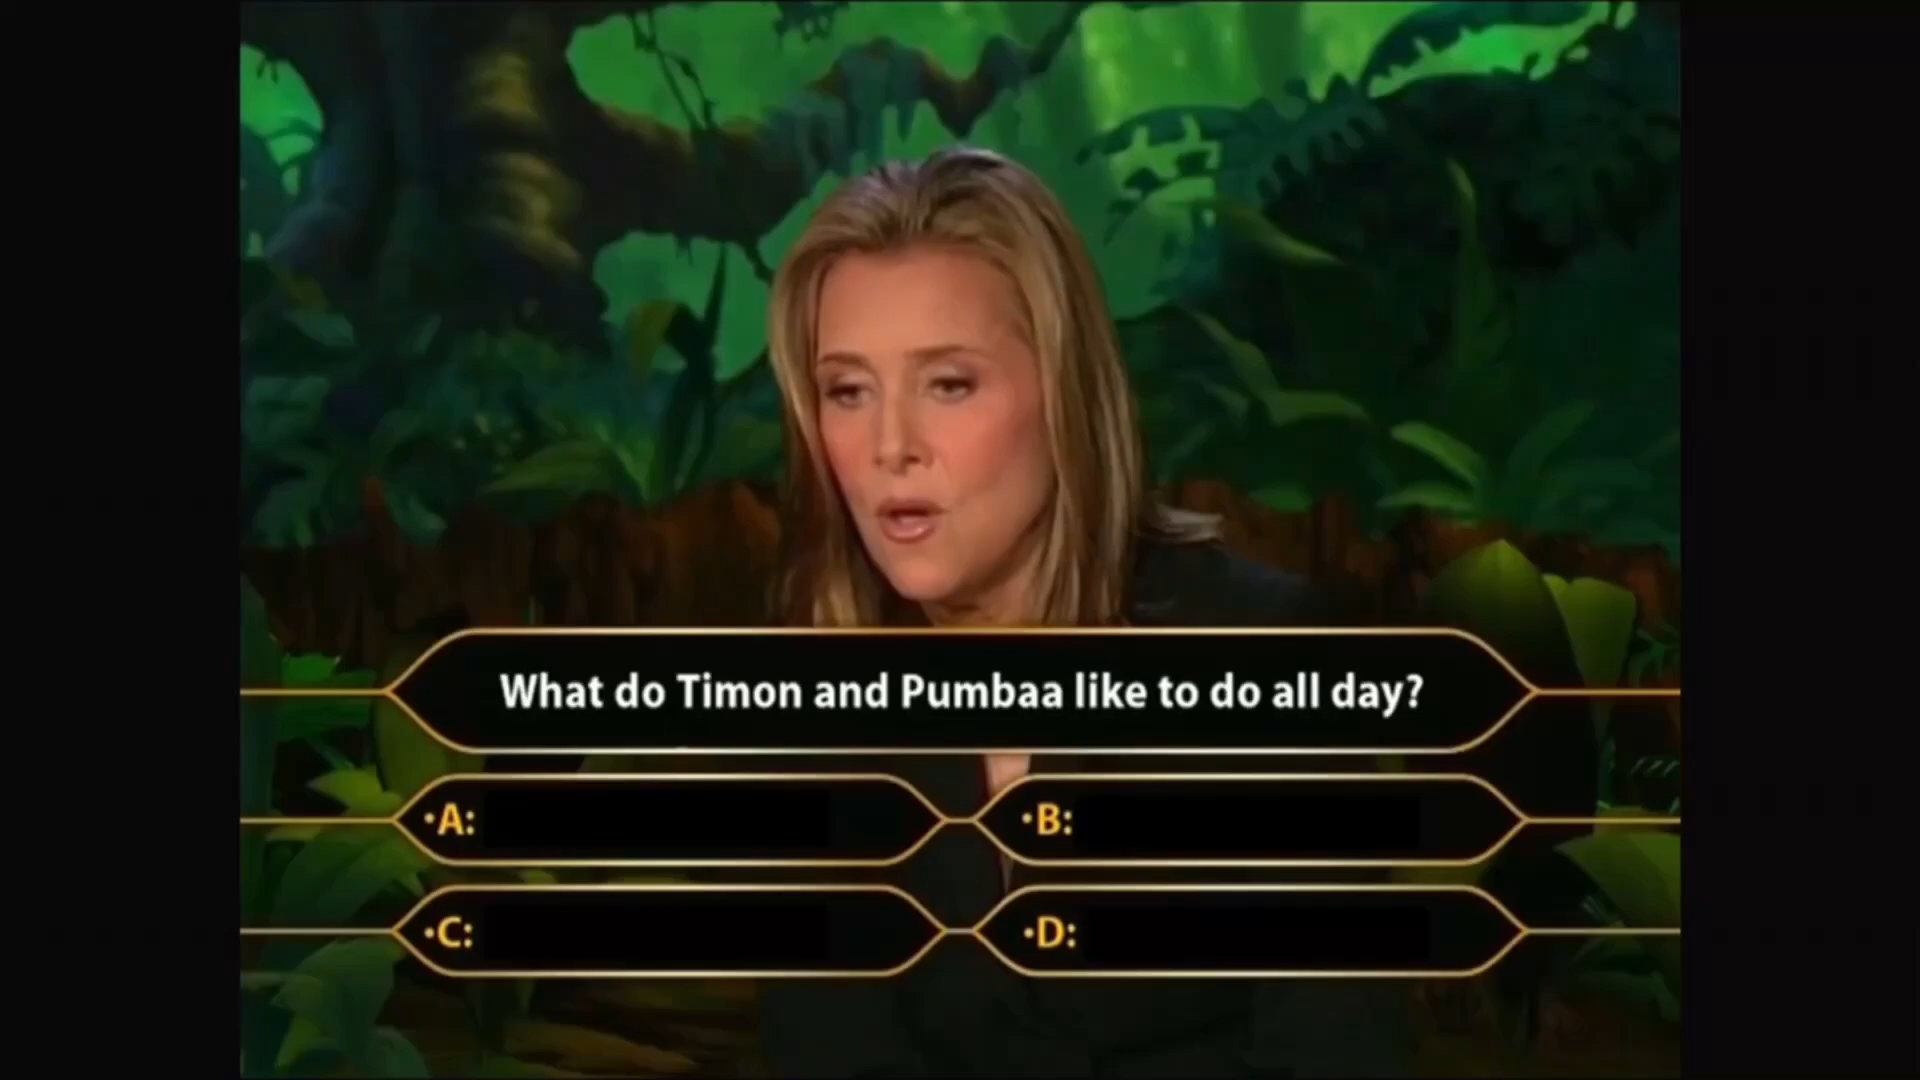 What do Timon and Pumbaa like to do all day?
•A:
•B:
•C:
•D: